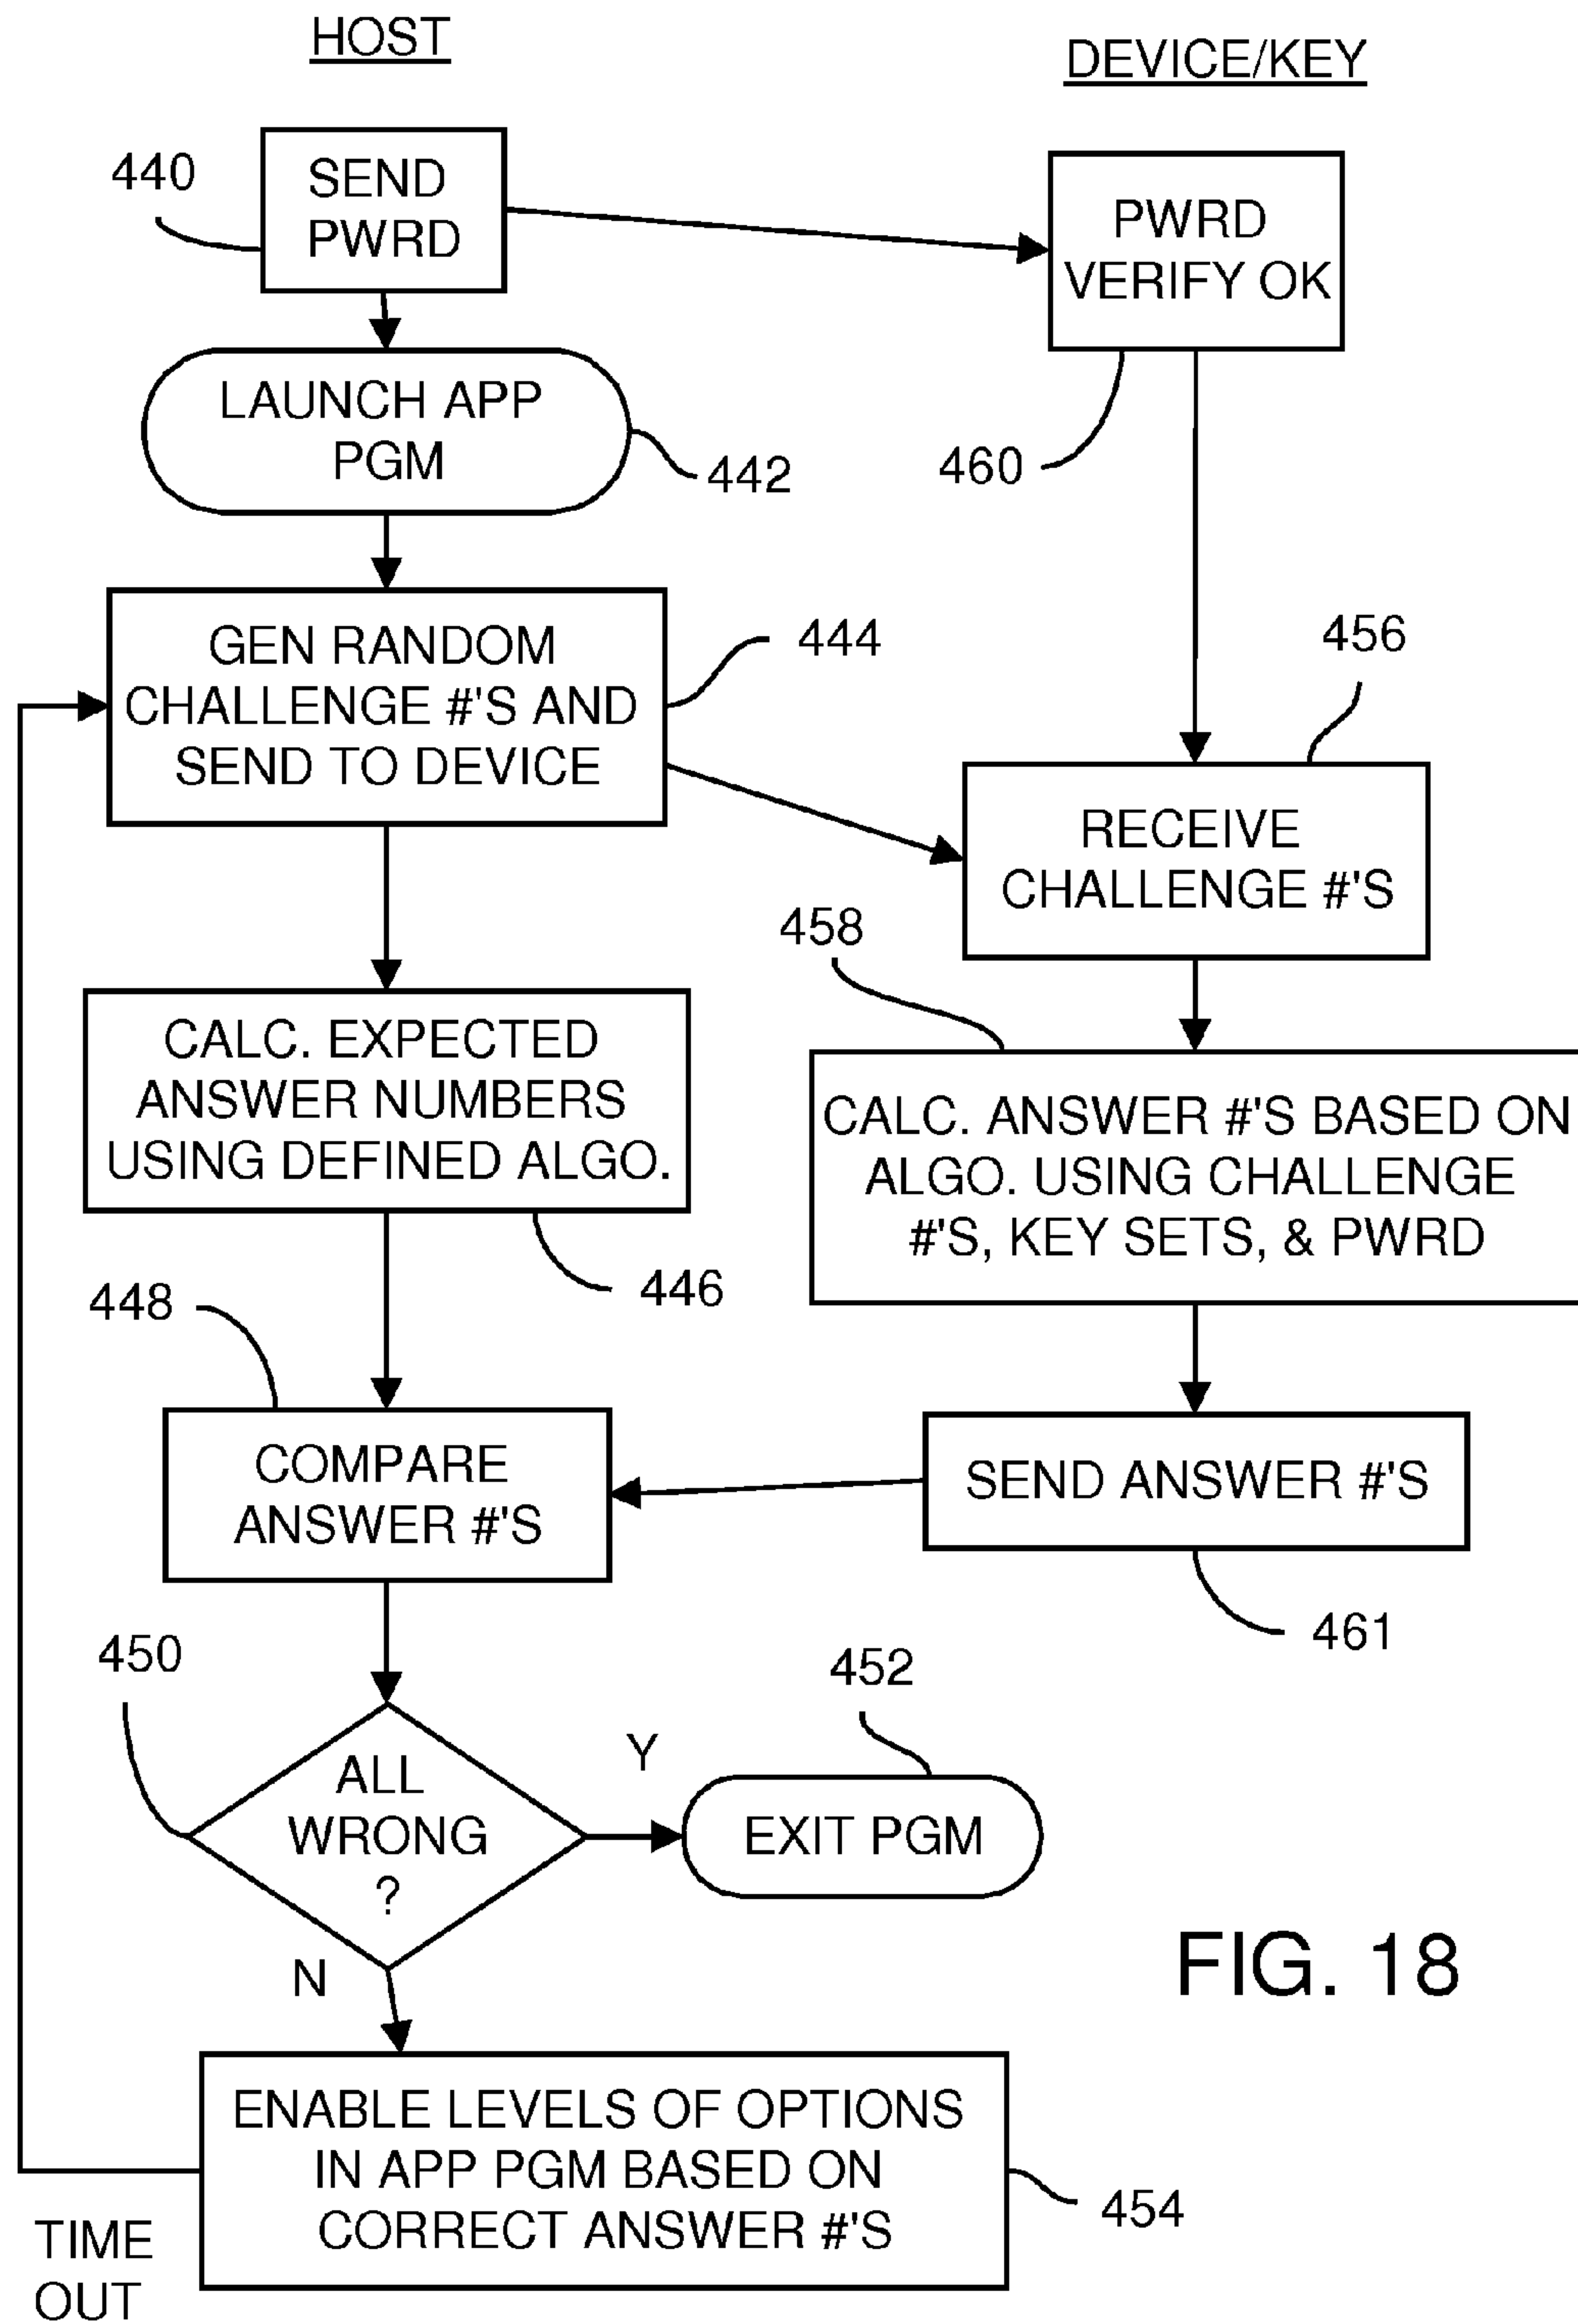 HOST
DEVICE/KEY
440
SEND
PWRD
PWRD
VERIFY OK
LAUNCH APP
PGM
442
460
GEN RANDOM
CHALLENGE #'S AND
SEND TO DEVICE
444
456
RECEIVE
CHALLENGE #'S
458
CALC. EXPECTED
ANSWER NUMBERS
USING DEFINED ALGO.
CALC. ANSWER #'S BASED ON
ALGO. USING CHALLENGE
#'S, KEY SETS, & PWRD
446
448
COMPARE
ANSWER #'S
SEND ANSWER #'S
461
450
452
ALL
WRONG
?
Y
EXIT PGM
N
FIG. 18
ENABLE LEVELS OF OPTIONS
IN APP PGM BASED ON
CORRECT ANSWER #'S
454
TIME
OUT